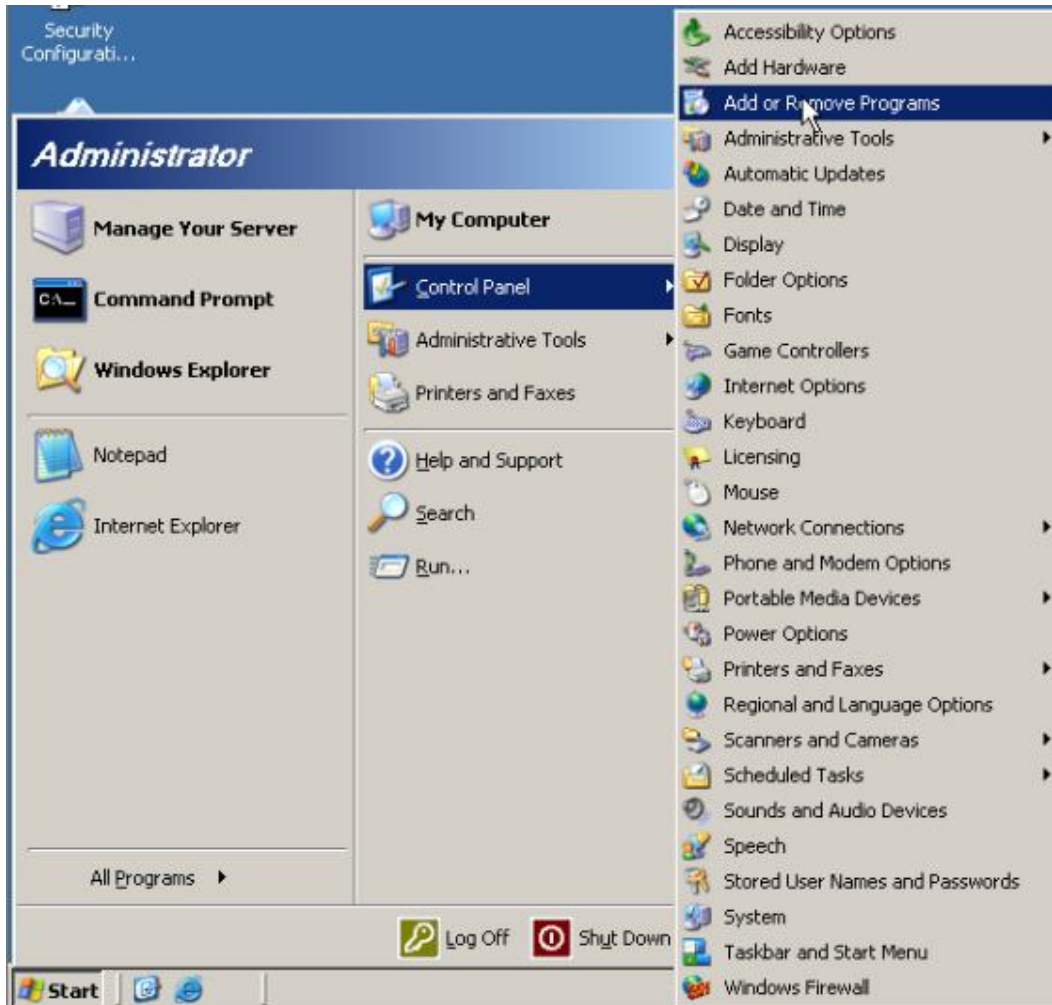 Security
Configurati...
Administrator
Manage Your Server
Command Prompt
Windows Explorer
Notepad
Internet Explorer
All Programs
My Computer
Control Panel
Administrative Tools
Printers and Faxes
Help and Support
Search
Run...
Log Off
Shut Down
Start
Accessibility Options
Add Hardware
Add or Remove Programs
Administrative Tools
Automatic Updates
Date and Time
Display
Folder Options
Fonts
Game Controllers
Internet Options
Keyboard
Licensing
Mouse
Network Connections
Phone and Modem Options
Portable Media Devices
Power Options
Printers and Faxes
Regional and Language Options
Scanners and Cameras
Scheduled Tasks
Sounds and Audio Devices
Speech
Stored User Names and Passwords
System
Taskbar and Start Menu
Windows Firewall